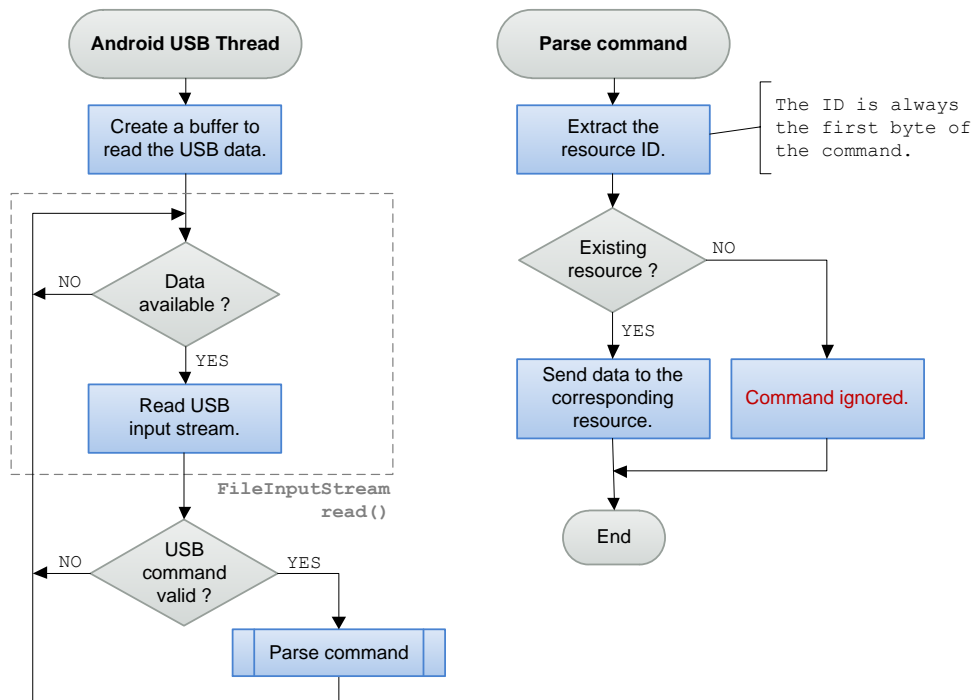 Android USB Thread
Create a buffer to
read the USB data.
Data
available ?
NO
YES
Read USB
input stream.
FileInputStream
read()
USB
command
valid ?
NO
YES
Parse command
Parse command
Extract the
resource ID.
The ID is always
the first byte of
the command.
Existing
resource ?
NO
YES
Send data to the
corresponding
resource.
Command ignored.
End